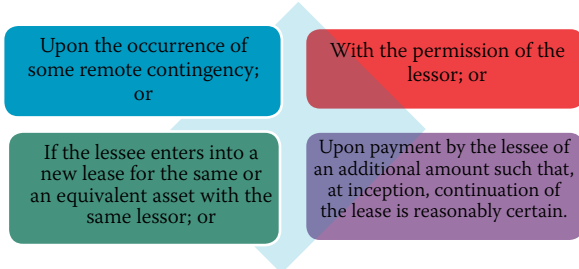 Upon the occurrence of
some remote contingency;
or
With the permission of the
lessor; or
If the lessee enters into a
new lease for the same or
an equivalent asset with the
same lessor; or
Upon payment by the lessee of
an additional amount such that,
at inception, continuation of
the lease is reasonably certain.